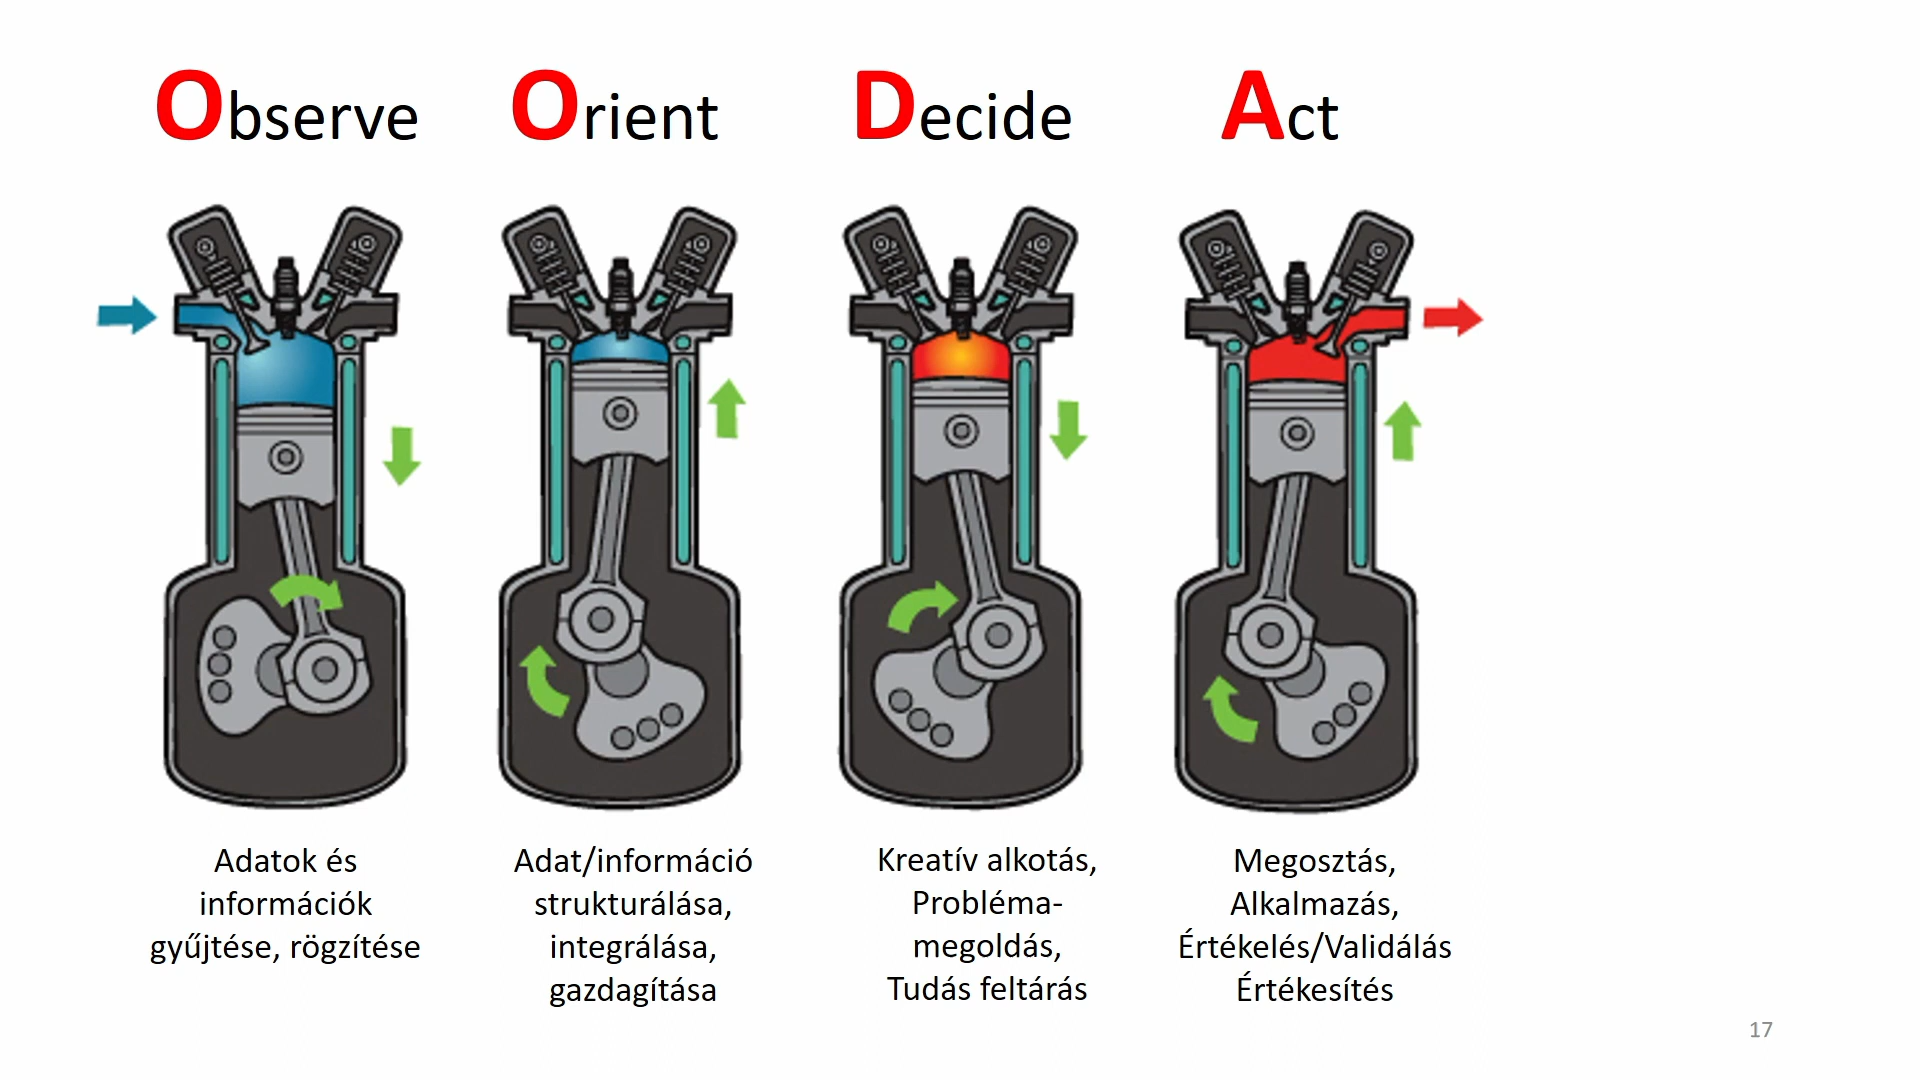 Observe
Orient
Decide
Act
Adatok és
információk
gyűjtése, rögzítése
Adat/információ
strukturálása,
integrálása,
gazdagítása
Kreatív alkotás,
Probléma-
megoldás,
Tudás feltárás
Megosztás,
Alkalmazás,
Értékelés/Validálás
Értékesítés
17